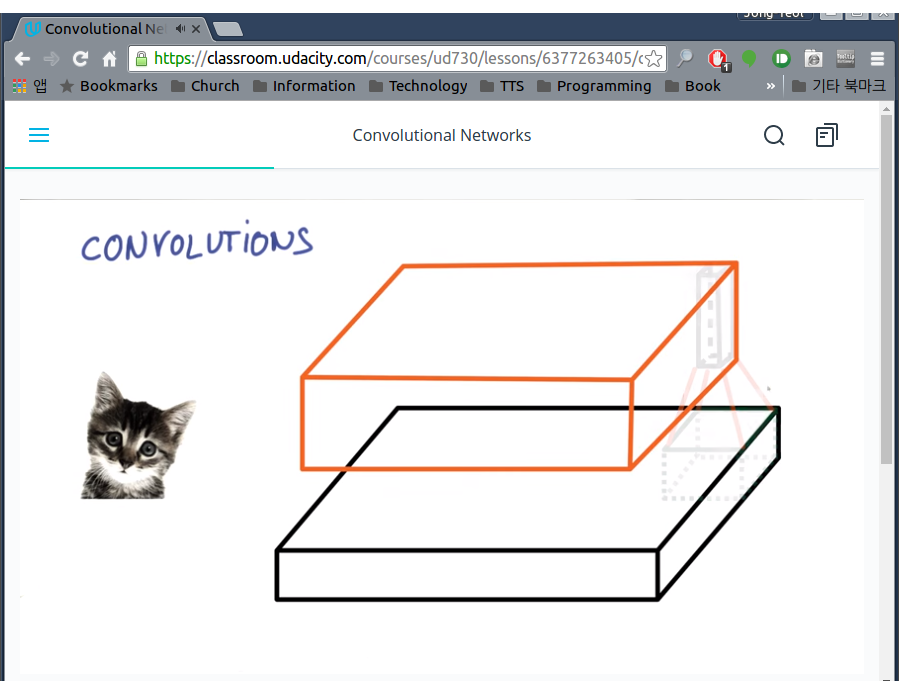 Jong Yeol
Convolutional Ne
https://classroom.udacity.com/courses/ud730/lessons/6377263405/c
1
앱 Bookmarks Church Information Technology TTS Programming Book » 기타 북마크
Convolutional Networks
CONVOLUTIONS